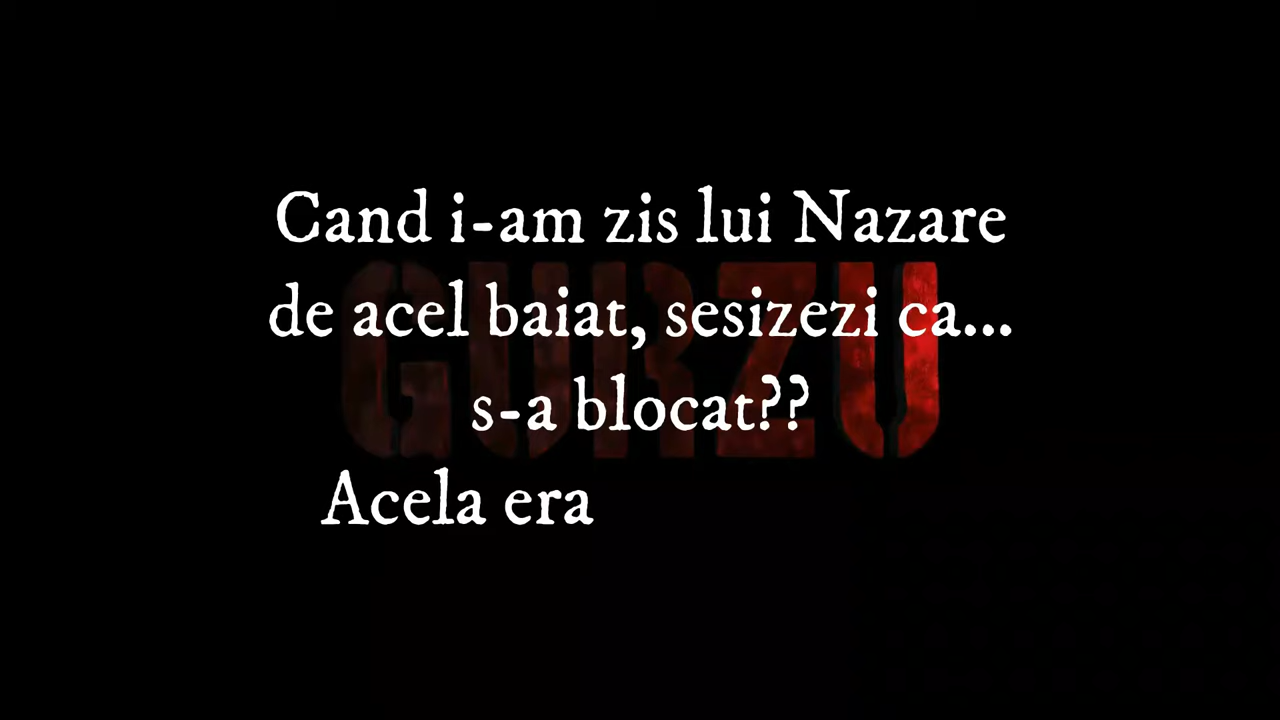 Cand i-am zis lui Nazare
GURZU
de acel baiat, sesizezi ca...
s-a blocat??
Acela era